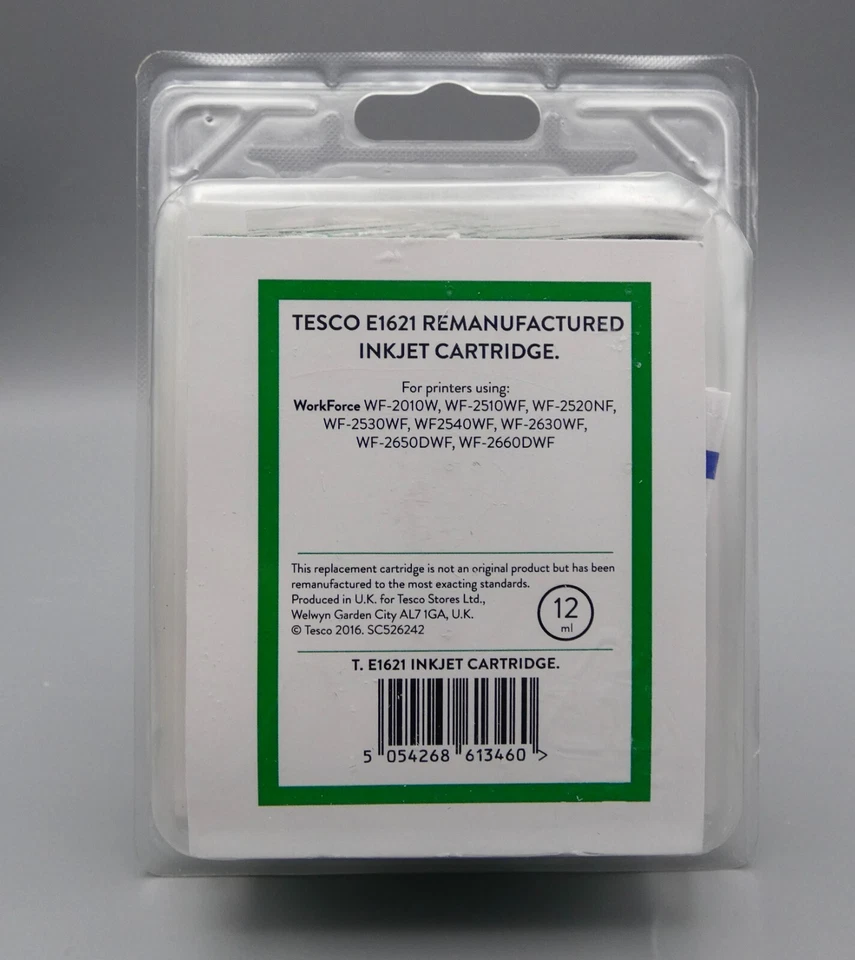 TESCO E1621 REMANUFACTURED
INKJET CARTRIDGE.
For printers using:
WorkForce WF-2010W, WF-2510WF, WF-2520NF,
WF-2530WF, WF2540WF, WF-2630WF,
WF-2650DWF, WF-2660DWF
This replacement cartridge is not an original product but has been
remanufactured to the most exacting standards.
Produced in U.K. for Tesco Stores Ltd.,
Welwyn Garden City AL7 1GA, U.K.
© Tesco 2016. SC526242
12
ml
T. E1621 INKJET CARTRIDGE.
5 054268 613460 >